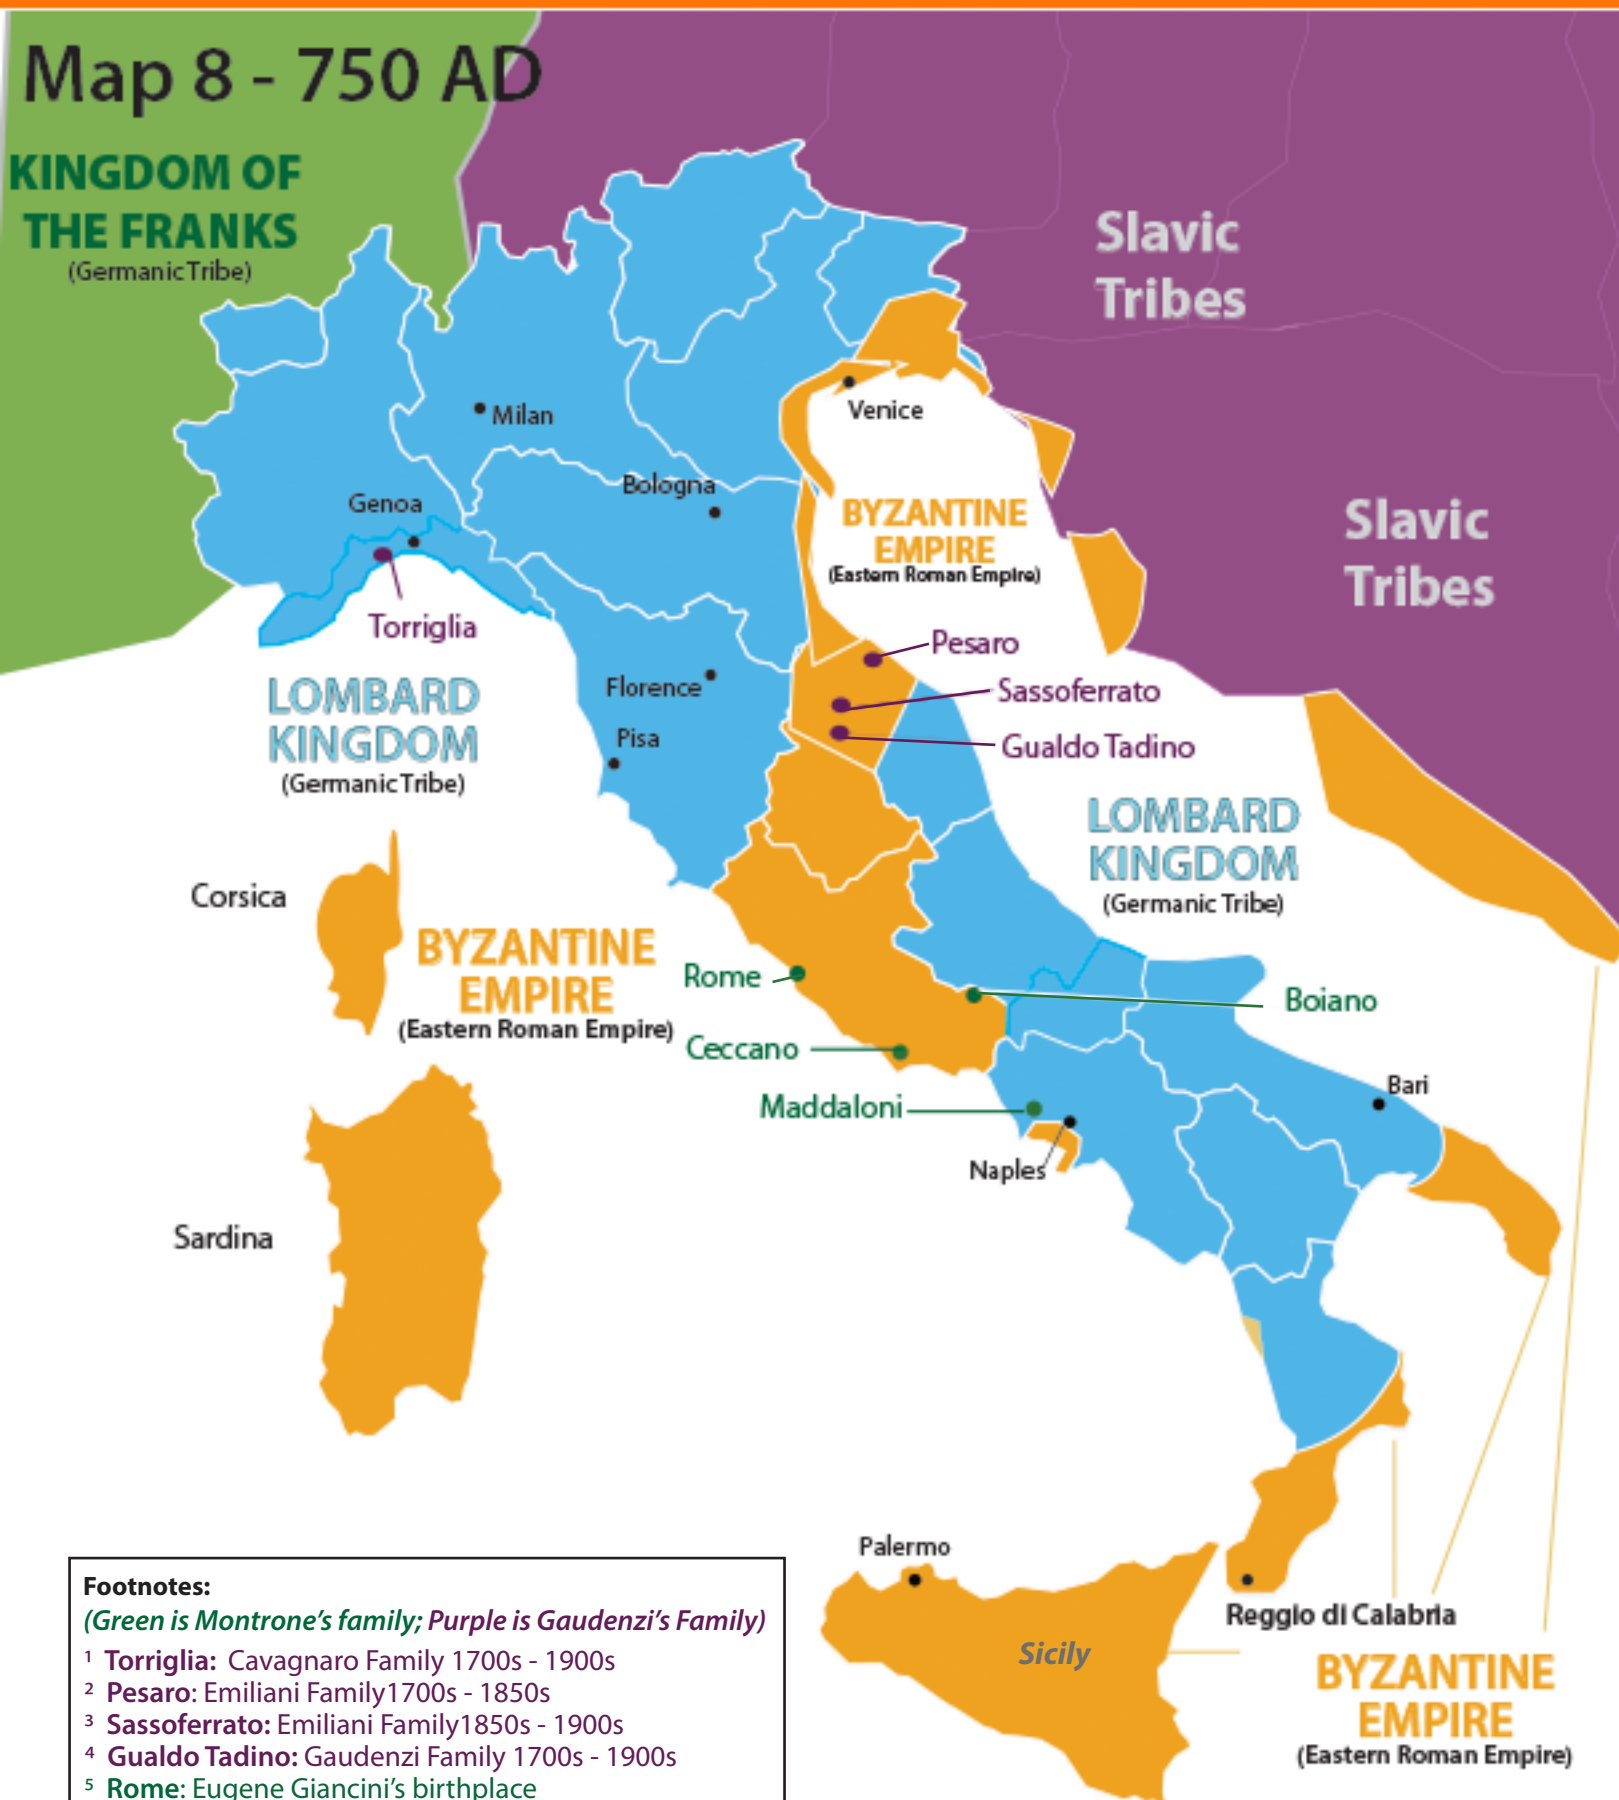 Map 8 - 750 AD
KINGDOM OF
THE FRANKS
(Germanic Tribe)
Slavic
Tribes
Milan
Venice
Bologna
Genoa
BYZANTINE
EMPIRE
(Eastern Roman Empire)
Slavic
Tribes
Torriglia
Pesaro
LOMBARD
KINGDOM
(Germanic Tribe)
Florence
Sassoferrato
Pisa
Gualdo Tadino
LOMBARD
KINGDOM
(Germanic Tribe)
Corsica
BYZANTINE
EMPIRE
(Eastern Roman Empire)
Rome
Boiano
Ceccano
Maddaloni
Bari
Naples
Sardina
Palermo
Sicily
Reggio di Calabria
BYZANTINE
EMPIRE
(Eastern Roman Empire)
Footnotes:
(Green is Montrone's family; Purple is Gaudenzi's Family)
¹ Torriglia: Cavagnaro Family 1700s - 1900s
² Pesaro: Emiliani Family1700s - 1850s
³ Sassoferrato: Emiliani Family1850s - 1900s
⁴ Gualdo Tadino: Gaudenzi Family 1700s - 1900s
⁵ Rome: Eugene Giancini's birthplace